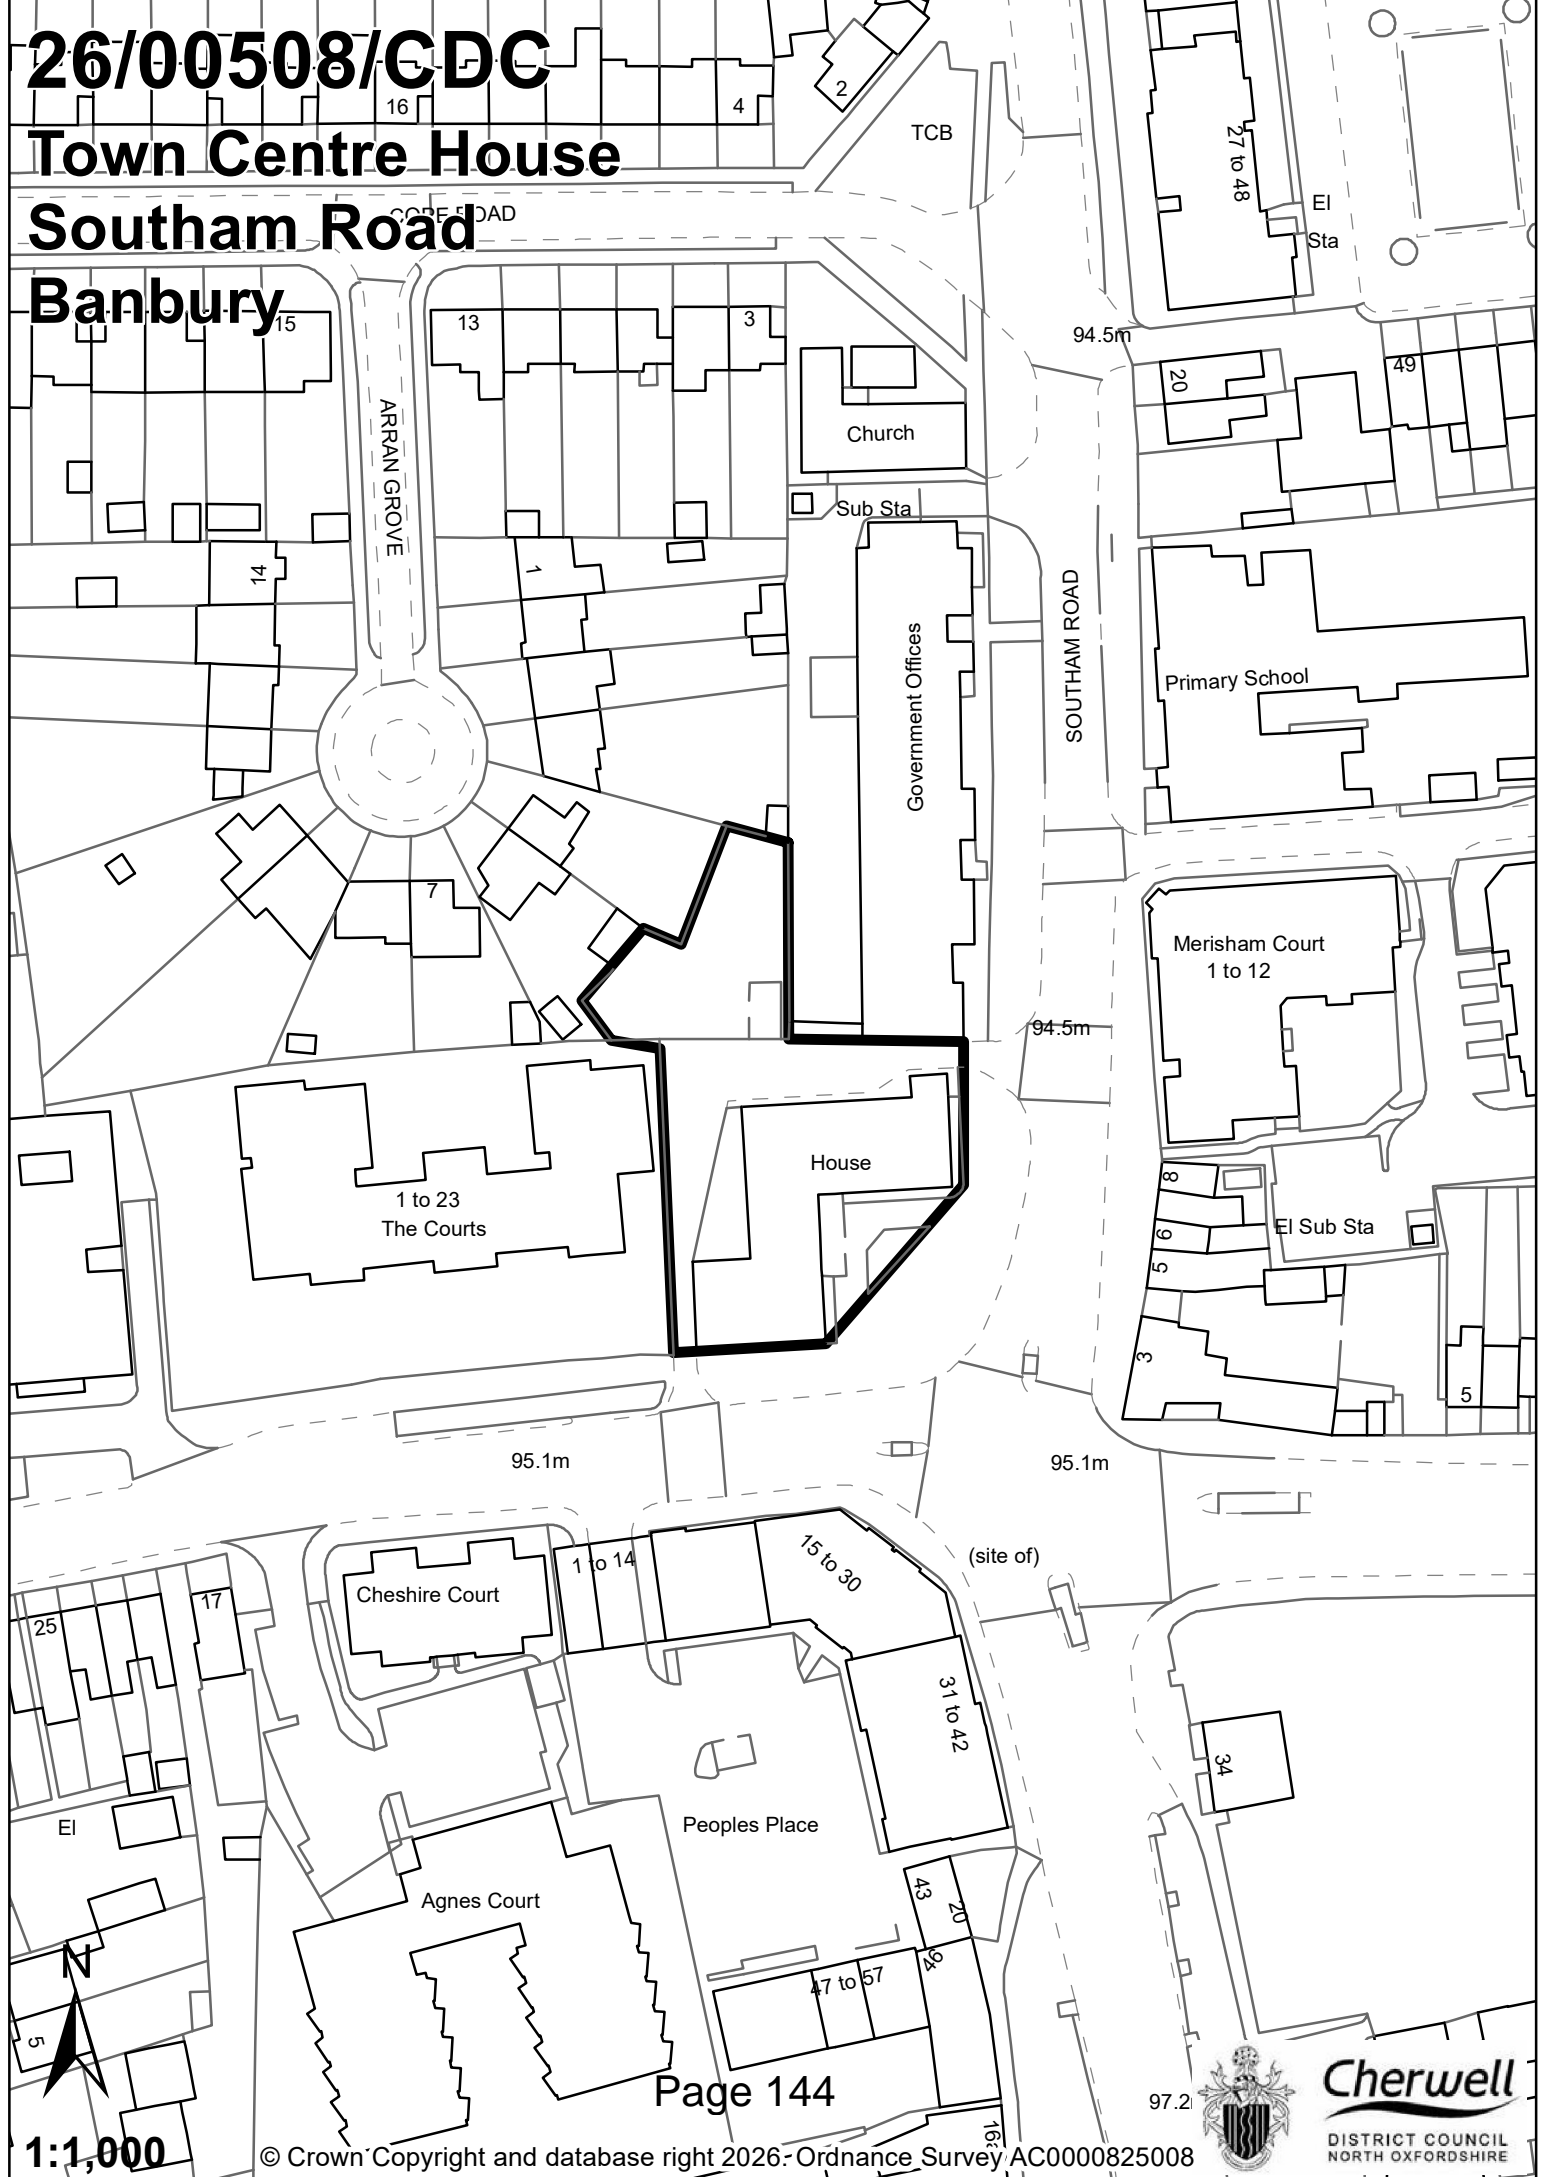 26/00508/CDC
Town Centre House
Southam Road
Banbury
16
4
2
TCB
27 to 48
El
Sta
COPE ROAD
15
13
3
94.5m
20
49
ARRAN GROVE
Church
Sub Sta
14
1
Government Offices
SOUTHAM ROAD
Primary School
7
Merisham Court
1 to 12
94.5m
House
1 to 23
The Courts
8
6
5
El Sub Sta
3
5
95.1m
95.1m
(site of)
1 to 14
15 to 30
Cheshire Court
17
25
31 to 42
34
El
Peoples Place
Agnes Court
43
20
46
47 to 57
N
5
Page 144
97.2
Cherwell
DISTRICT COUNCIL
NORTH OXFORDSHIRE
1:1,000
© Crown Copyright and database right 2026. Ordnance Survey AC0000825008